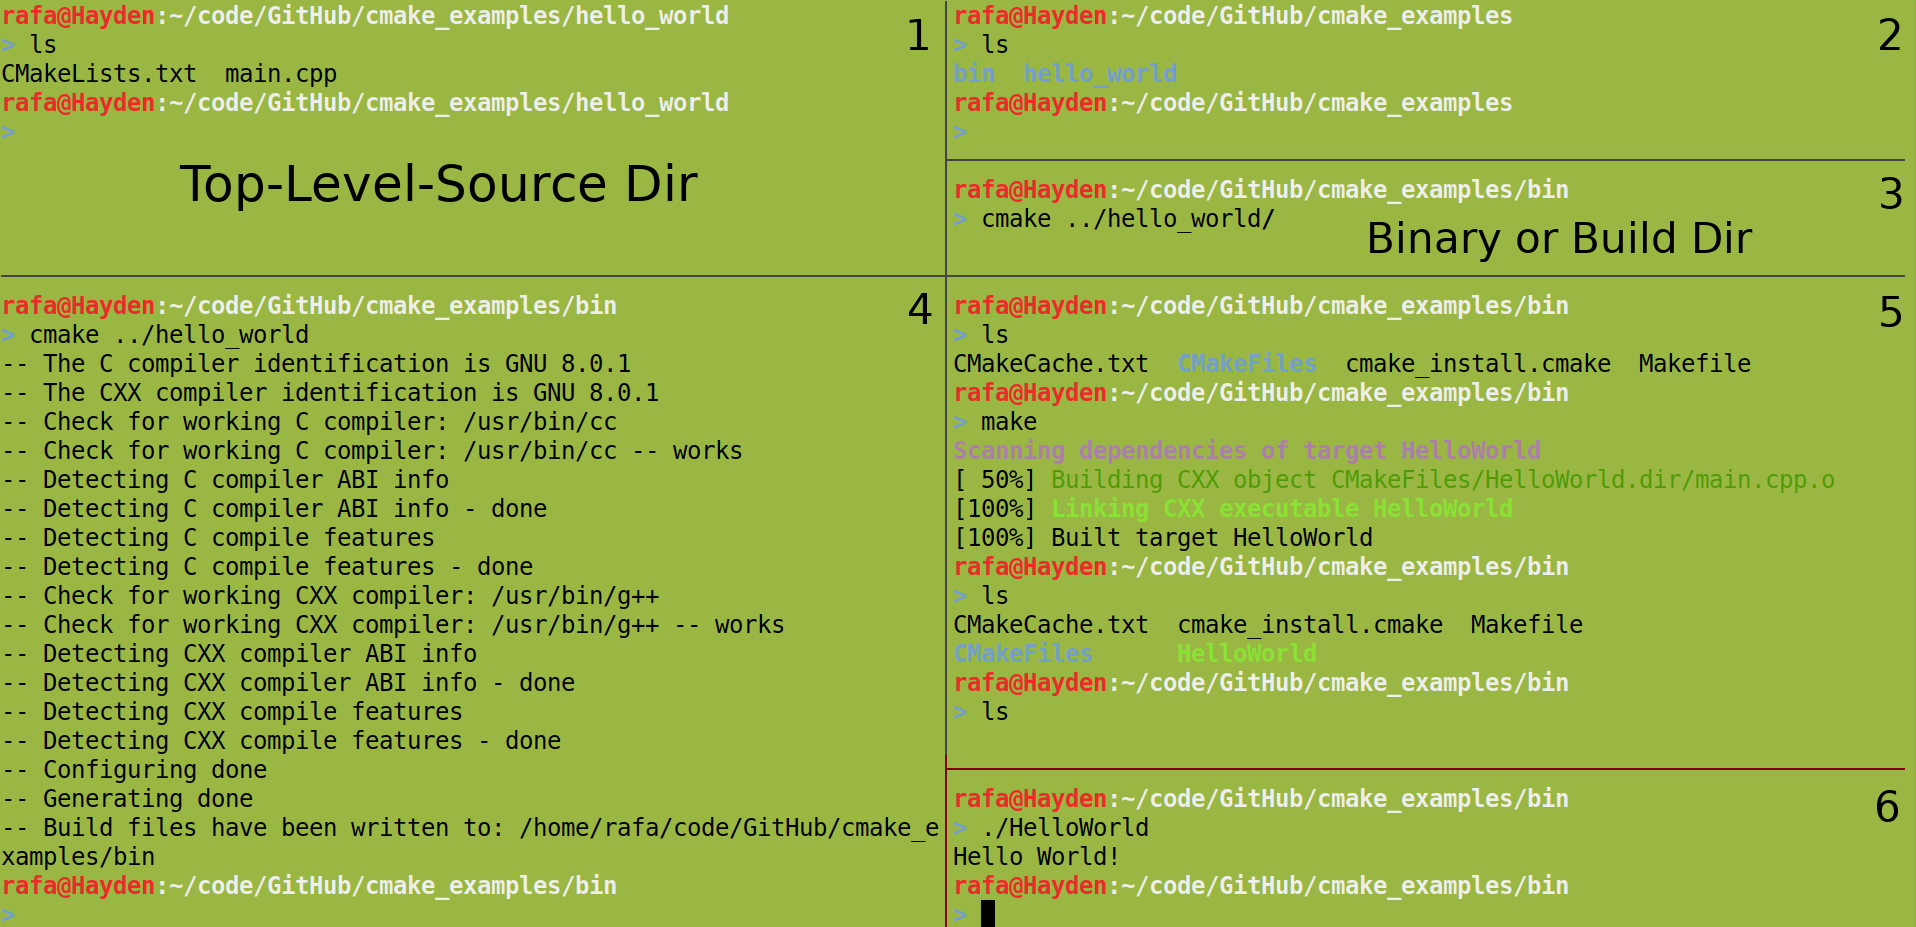 rafa@Hayden:~/code/GitHub/cmake_examples/hello_world
> ls
CMakeLists.txt  main.cpp
rafa@Hayden:~/code/GitHub/cmake_examples/hello_world
>
1
Top-Level-Source Dir
rafa@Hayden:~/code/GitHub/cmake_examples
> ls
bin  hello_world
rafa@Hayden:~/code/GitHub/cmake_examples
>
2
rafa@Hayden:~/code/GitHub/cmake_examples/bin
> cmake ../hello_world/
3
Binary or Build Dir
rafa@Hayden:~/code/GitHub/cmake_examples/bin
> cmake ../hello_world
4
-- The C compiler identification is GNU 8.0.1
-- The CXX compiler identification is GNU 8.0.1
-- Check for working C compiler: /usr/bin/cc
-- Check for working C compiler: /usr/bin/cc -- works
-- Detecting C compiler ABI info
-- Detecting C compiler ABI info - done
-- Detecting C compile features
-- Detecting C compile features - done
-- Check for working CXX compiler: /usr/bin/g++
-- Check for working CXX compiler: /usr/bin/g++ -- works
-- Detecting CXX compiler ABI info
-- Detecting CXX compiler ABI info - done
-- Detecting CXX compile features
-- Detecting CXX compile features - done
-- Configuring done
-- Generating done
-- Build files have been written to: /home/rafa/code/GitHub/cmake_e
xamples/bin
rafa@Hayden:~/code/GitHub/cmake_examples/bin
>
rafa@Hayden:~/code/GitHub/cmake_examples/bin
5
> ls
CMakeCache.txt  CMakeFiles  cmake_install.cmake  Makefile
rafa@Hayden:~/code/GitHub/cmake_examples/bin
> make
Scanning dependencies of target HelloWorld
[ 50%] Building CXX object CMakeFiles/HelloWorld.dir/main.cpp.o
[100%] Linking CXX executable HelloWorld
[100%] Built target HelloWorld
rafa@Hayden:~/code/GitHub/cmake_examples/bin
> ls
CMakeCache.txt  cmake_install.cmake  Makefile
CMakeFiles      HelloWorld
rafa@Hayden:~/code/GitHub/cmake_examples/bin
> ls
rafa@Hayden:~/code/GitHub/cmake_examples/bin
6
> ./HelloWorld
Hello World!
rafa@Hayden:~/code/GitHub/cmake_examples/bin
>